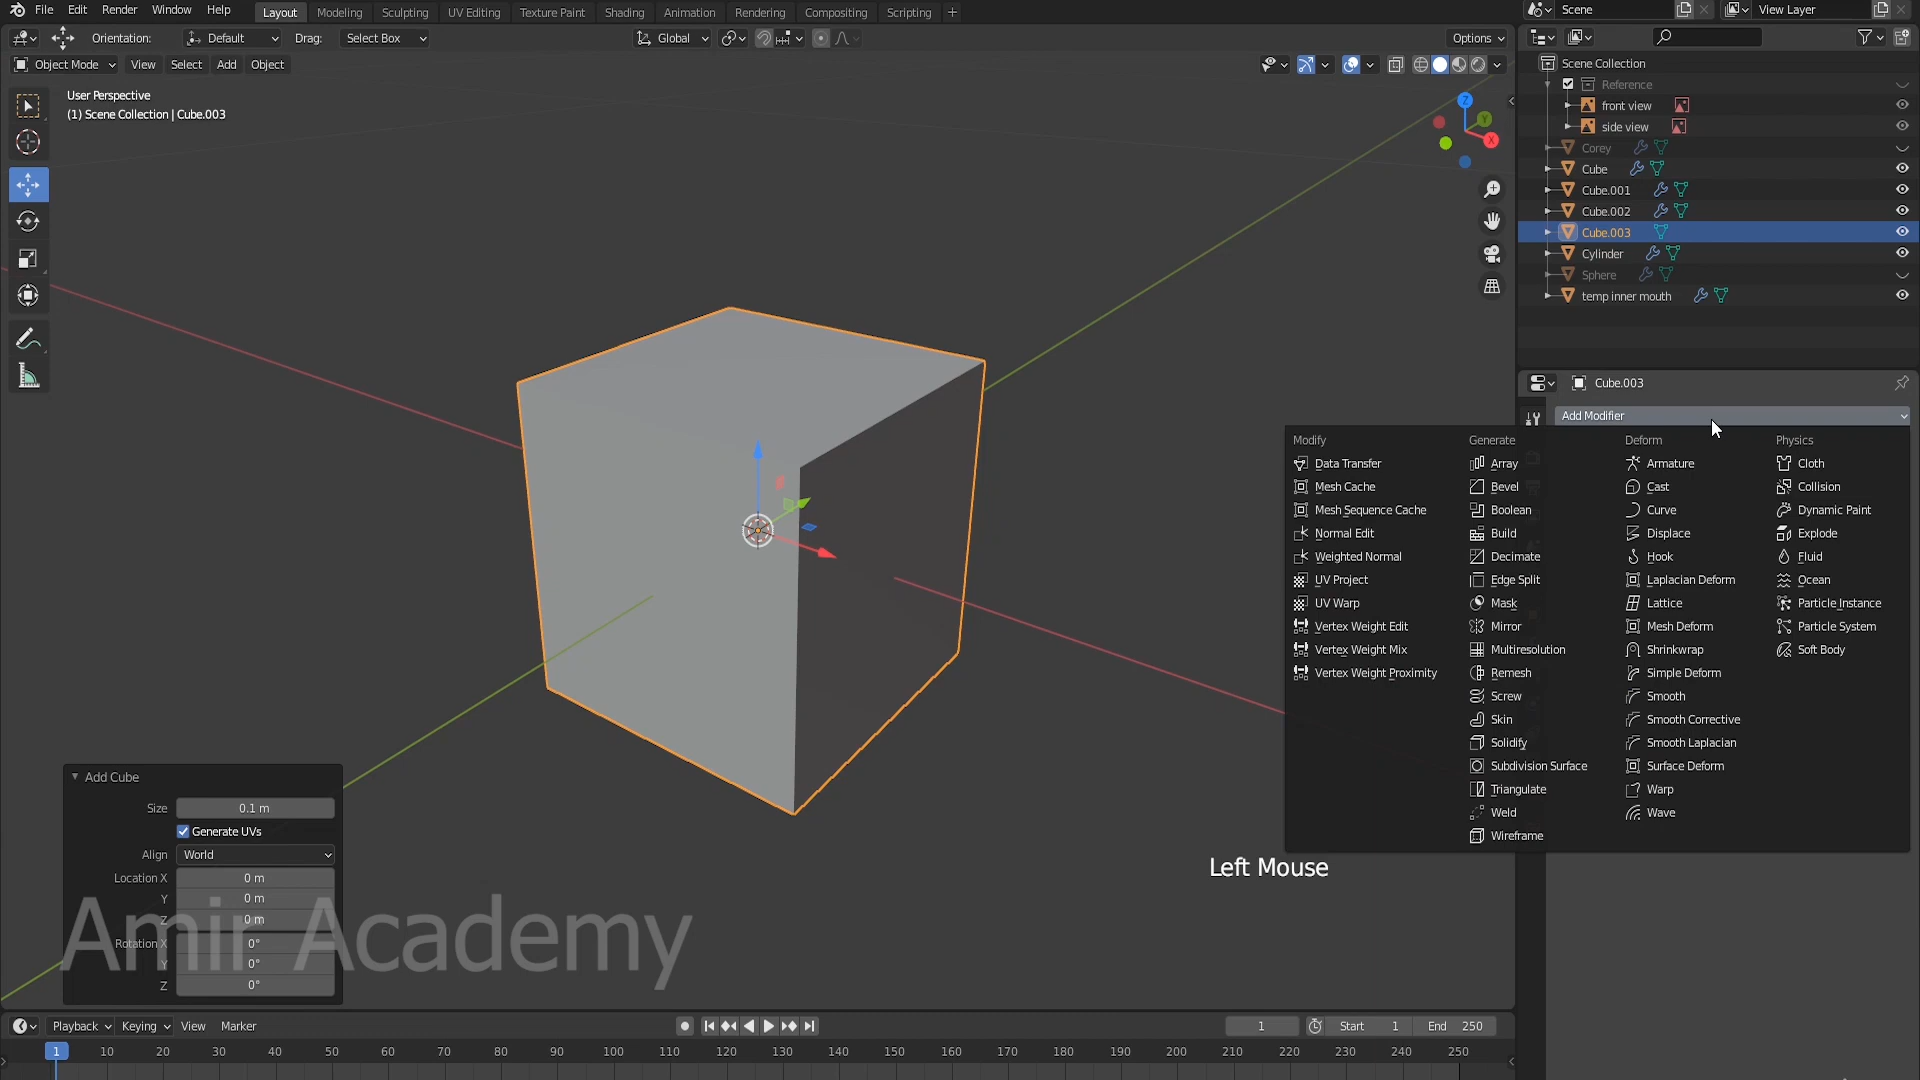 File Edit Render Window Help Layout Modeling Sculpting UV Editing Texture Paint Shading Animation Rendering Compositing Scripting + Scene View Layer
Orientation: Default Drag: Select Box Global Options
Object Mode View Select Add Object
User Perspective
(1) Scene Collection | Cube.003
Z
Y
X
Scene Collection
Reference
front view
side view
Corey
Cube
Cube.001
Cube.002
Cube.003
Cylinder
Sphere
temp inner mouth
Cube.003
Add Modifier
Modify
Data Transfer
Mesh Cache
Mesh Sequence Cache
Normal Edit
Weighted Normal
UV Project
UV Warp
Vertex Weight Edit
Vertex Weight Mix
Vertex Weight Proximity
Generate
Array
Bevel
Boolean
Build
Decimate
Edge Split
Mask
Mirror
Multiresolution
Remesh
Screw
Skin
Solidify
Subdivision Surface
Triangulate
Weld
Wireframe
Deform
Armature
Cast
Curve
Displace
Hook
Laplacian Deform
Lattice
Mesh Deform
Shrinkwrap
Simple Deform
Smooth
Smooth Corrective
Smooth Laplacian
Surface Deform
Warp
Wave
Physics
Cloth
Collision
Dynamic Paint
Explode
Fluid
Ocean
Particle Instance
Particle System
Soft Body
Left Mouse
Add Cube
Size 0.1 m
Generate UVs
Align World
Location X 0 m
Y 0 m
Z 0 m
Rotation X 0°
Y 0°
Z 0°
Amir Academy
Playback Keying View Marker 1 Start 1 End 250
1 10 20 30 40 50 60 70 80 90 100 110 120 130 140 150 160 170 180 190 200 210 220 230 240 250